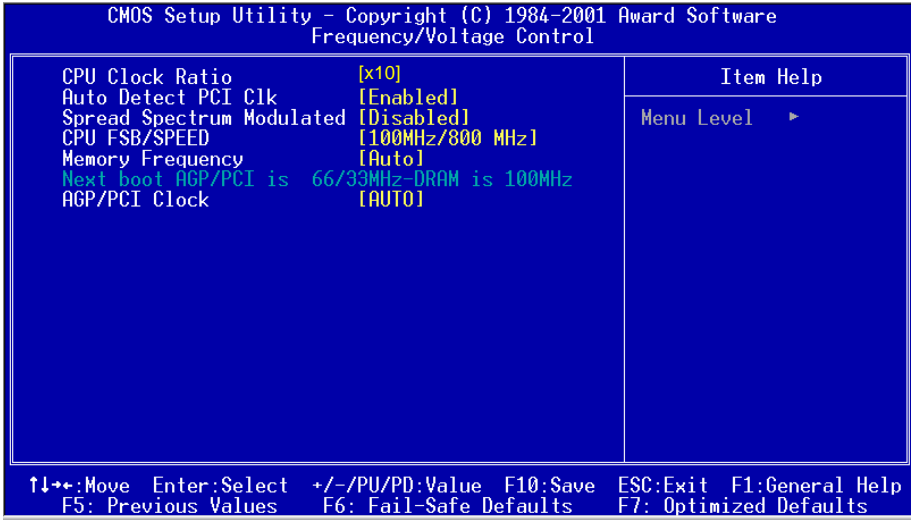 CMOS Setup Utility - Copyright (C) 1984-2001 Award Software
Frequency/Voltage Control
CPU Clock Ratio [x10]
Auto Detect PCI Clk [Enabled]
Spread Spectrum Modulated [Disabled]
CPU FSB/SPEED [100MHz/800 MHz]
Memory Frequency [Auto]
Next boot AGP/PCI is 66/33MHz-DRAM is 100MHz
AGP/PCI Clock [AUTO]
Item Help
Menu Level ►
↑↓→←:Move Enter:Select +/-/PU/PD:Value F10:Save ESC:Exit F1:General Help
F5: Previous Values F6: Fail-Safe Defaults F7: Optimized Defaults